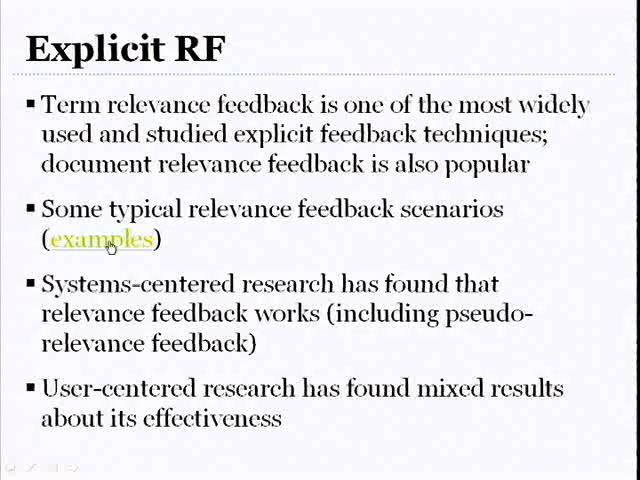 Explicit RF
▪ Term relevance feedback is one of the most widely
used and studied explicit feedback techniques;
document relevance feedback is also popular
▪ Some typical relevance feedback scenarios
(examples)
▪ Systems-centered research has found that
relevance feedback works (including pseudo-
relevance feedback)
▪ User-centered research has found mixed results
about its effectiveness